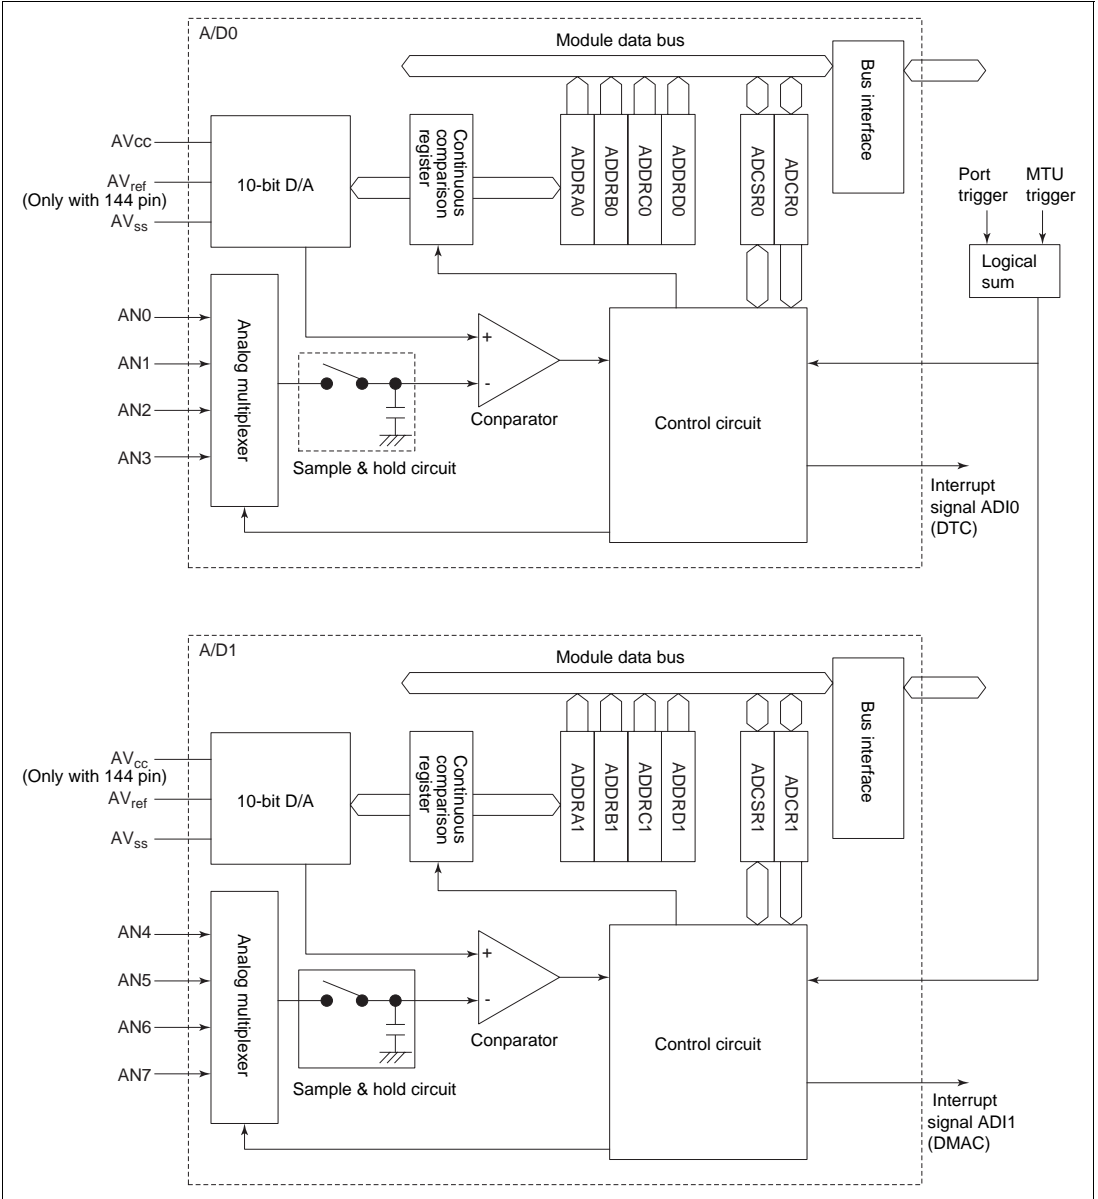 A/D0
Module data bus
Bus interface
AVcc
AVref
(Only with 144 pin)
AVss
10-bit D/A
Continuous
comparison
register
ADDRA0
ADDRB0
ADDRC0
ADDRD0
ADCSR0
ADCR0
Port
trigger
MTU
trigger
Logical
sum
AN0
AN1
AN2
AN3
Analog multiplexer
+
-
Conparator
Sample & hold circuit
Control circuit
Interrupt
signal ADI0
(DTC)
A/D1
Module data bus
Bus interface
AVcc
(Only with 144 pin)
AVref
AVss
10-bit D/A
Continuous
comparison
register
ADDRA1
ADDRB1
ADDRC1
ADDRD1
ADCSR1
ADCR1
AN4
AN5
AN6
AN7
Analog multiplexer
+
-
Conparator
Sample & hold circuit
Control circuit
Interrupt
signal ADI1
(DMAC)